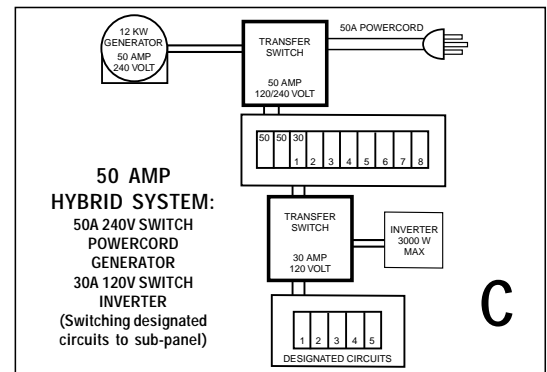 12 KW
GENERATOR
50 AMP
240 VOLT
TRANSFER
SWITCH
50 AMP
120/240 VOLT
50A POWERCORD
50 50 30
1 2 3 4 5 6 7 8
50 AMP
HYBRID SYSTEM:
50A 240V SWITCH
POWERCORD
GENERATOR
30A 120V SWITCH
INVERTER
(Switching designated
circuits to sub-panel)
TRANSFER
SWITCH
30 AMP
120 VOLT
INVERTER
3000 W
MAX
C
1 2 3 4 5
DESIGNATED CIRCUITS